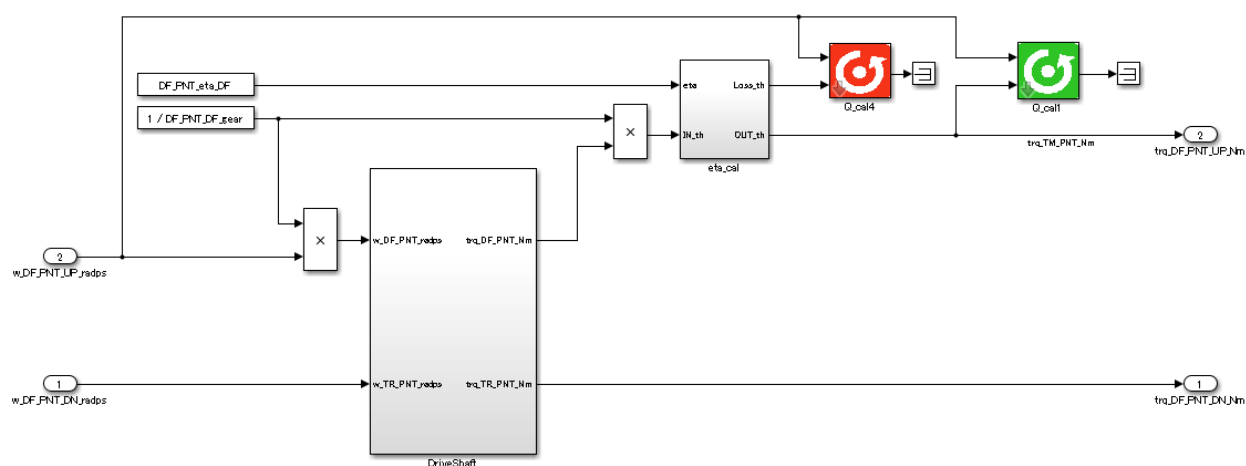 DF_PNT_eta_DF
1 / DF_PNT_DF_gear
eta
Loss_th
IN_th
OUT_th
eta_cal
×
Q_cal4
Q_cal1
trq_TM_PNT_Nm
2
trq_DF_PNT_UP_Nm
2
w_DF_PNT_UP_radps
×
w_DF_PNT_radps
trq_DF_PNT_Nm
w_TR_PNT_radps
trq_TR_PNT_Nm
DriveShaft
1
w_DF_PNT_DN_radps
1
trq_DF_PNT_DN_Nm